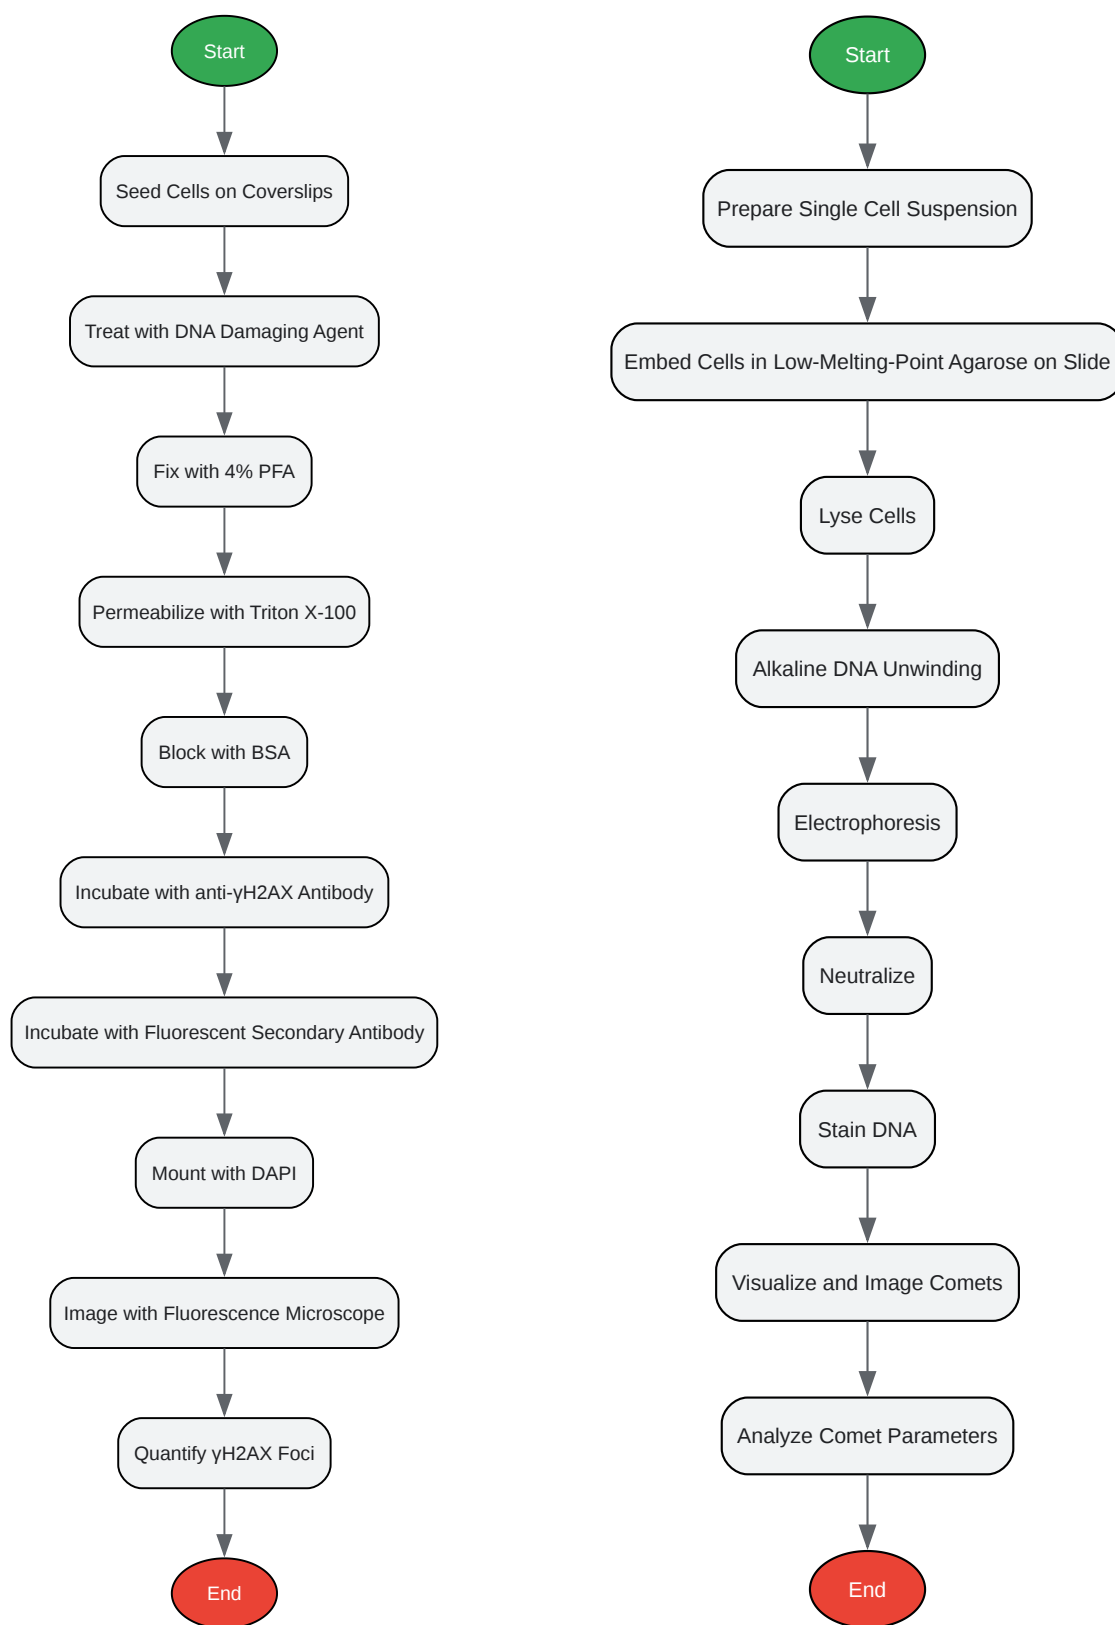 Start
Seed Cells on Coverslips
Treat with DNA Damaging Agent
Fix with 4% PFA
Permeabilize with Triton X-100
Block with BSA
Incubate with anti-γH2AX Antibody
Incubate with Fluorescent Secondary Antibody
Mount with DAPI
Image with Fluorescence Microscope
Quantify γH2AX Foci
End
Start
Prepare Single Cell Suspension
Embed Cells in Low-Melting-Point Agarose on Slide
Lyse Cells
Alkaline DNA Unwinding
Electrophoresis
Neutralize
Stain DNA
Visualize and Image Comets
Analyze Comet Parameters
End